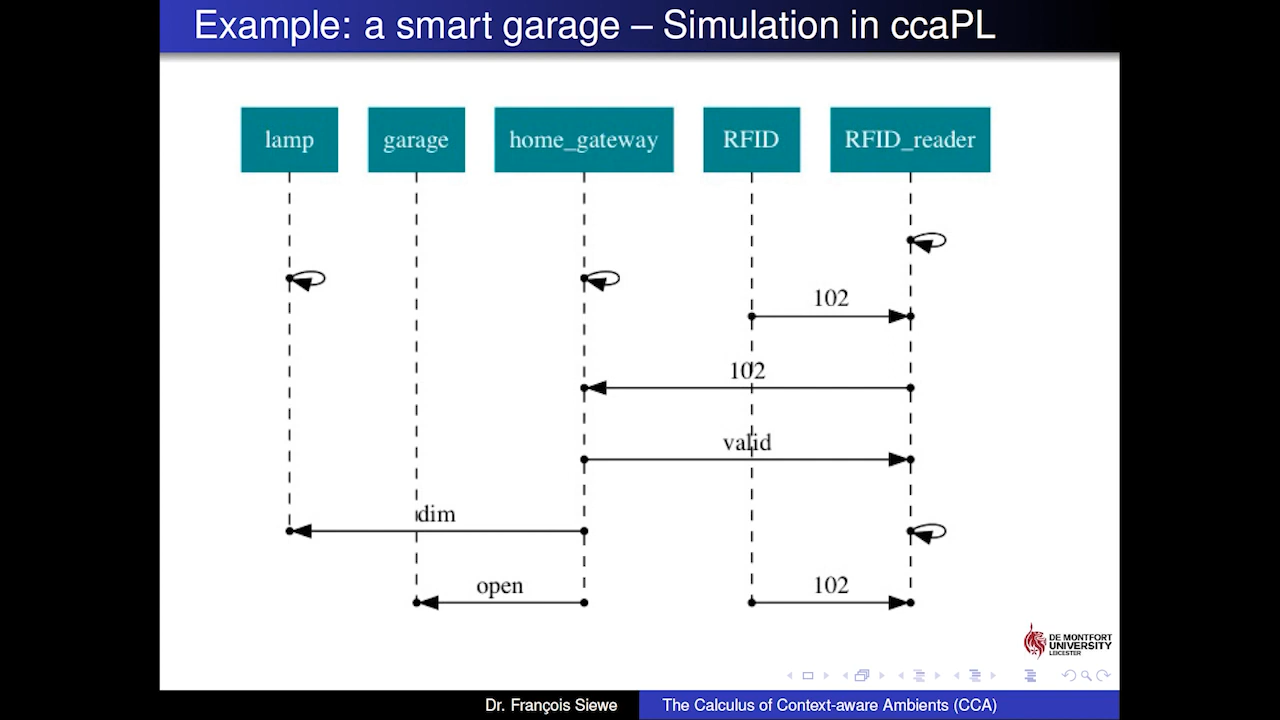 Example: a smart garage – Simulation in ccaPL
lamp
garage
home_gateway
RFID
RFID_reader
102
102
valid
dim
open
102
DE MONTFORT
UNIVERSITY
LEICESTER
Dr. François Siewe
The Calculus of Context-aware Ambients (CCA)